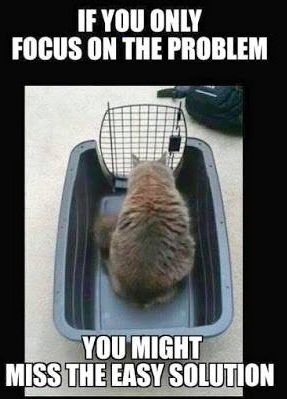 IF YOU ONLY
FOCUS ON THE PROBLEM
YOU MIGHT
MISS THE EASY SOLUTION